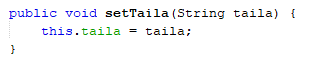 public void setTaila(String taila) {
    this.taila = taila;
}